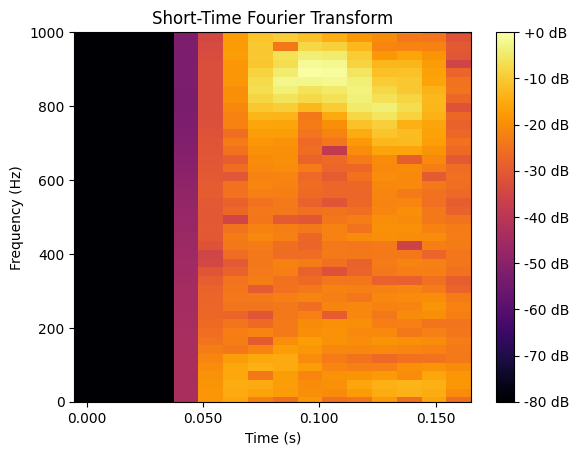 Short-Time Fourier Transform
1000
800
600
400
200
0
Frequency (Hz)
0.000
0.050
0.100
0.150
Time (s)
+0 dB
-10 dB
-20 dB
-30 dB
-40 dB
-50 dB
-60 dB
-70 dB
-80 dB